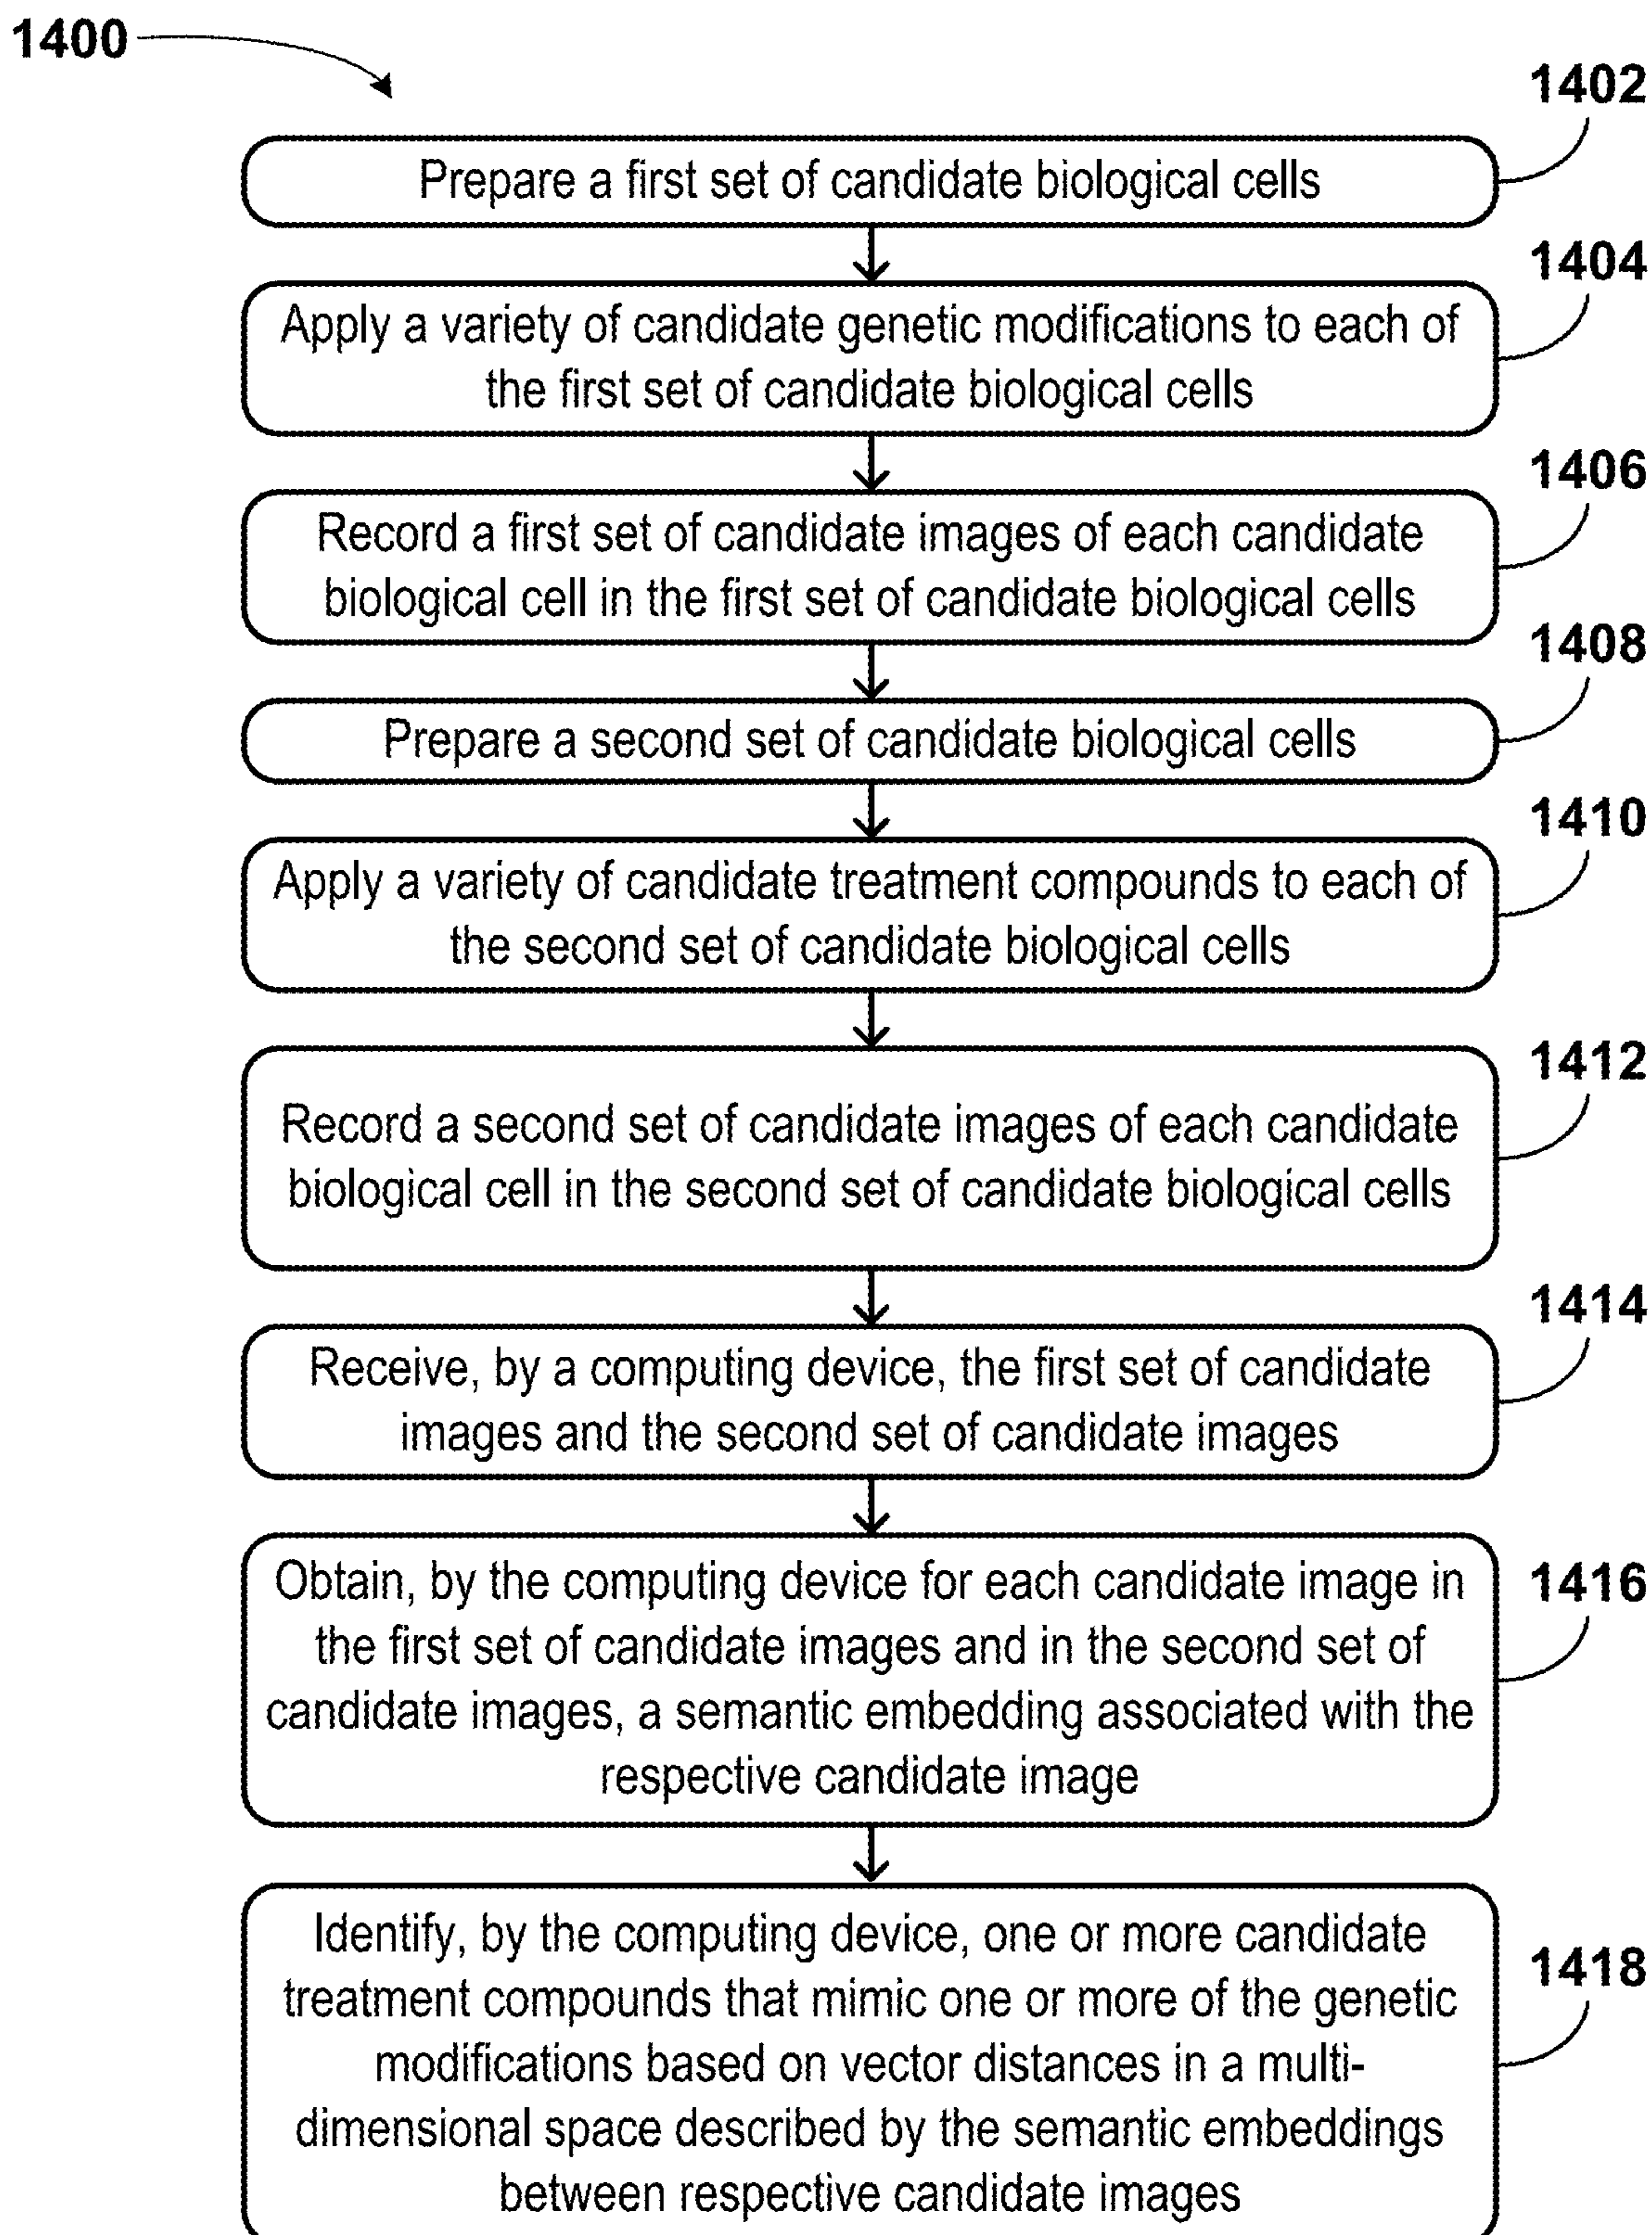 1400
1402
Prepare a first set of candidate biological cells
1404
Apply a variety of candidate genetic modifications to each of
the first set of candidate biological cells
1406
Record a first set of candidate images of each candidate
biological cell in the first set of candidate biological cells
1408
Prepare a second set of candidate biological cells
1410
Apply a variety of candidate treatment compounds to each of
the second set of candidate biological cells
1412
Record a second set of candidate images of each candidate
biological cell in the second set of candidate biological cells
1414
Receive, by a computing device, the first set of candidate
images and the second set of candidate images
1416
Obtain, by the computing device for each candidate image in
the first set of candidate images and in the second set of
candidate images, a semantic embedding associated with the
respective candidate image
1418
Identify, by the computing device, one or more candidate
treatment compounds that mimic one or more of the genetic
modifications based on vector distances in a multi-
dimensional space described by the semantic embeddings
between respective candidate images